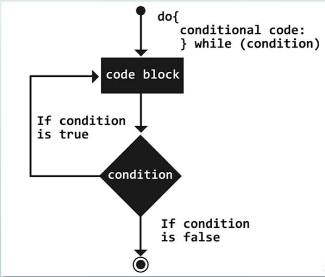 do{
conditional code:
} while (condition)
code block
If condition
is true
condition
If condition
is false